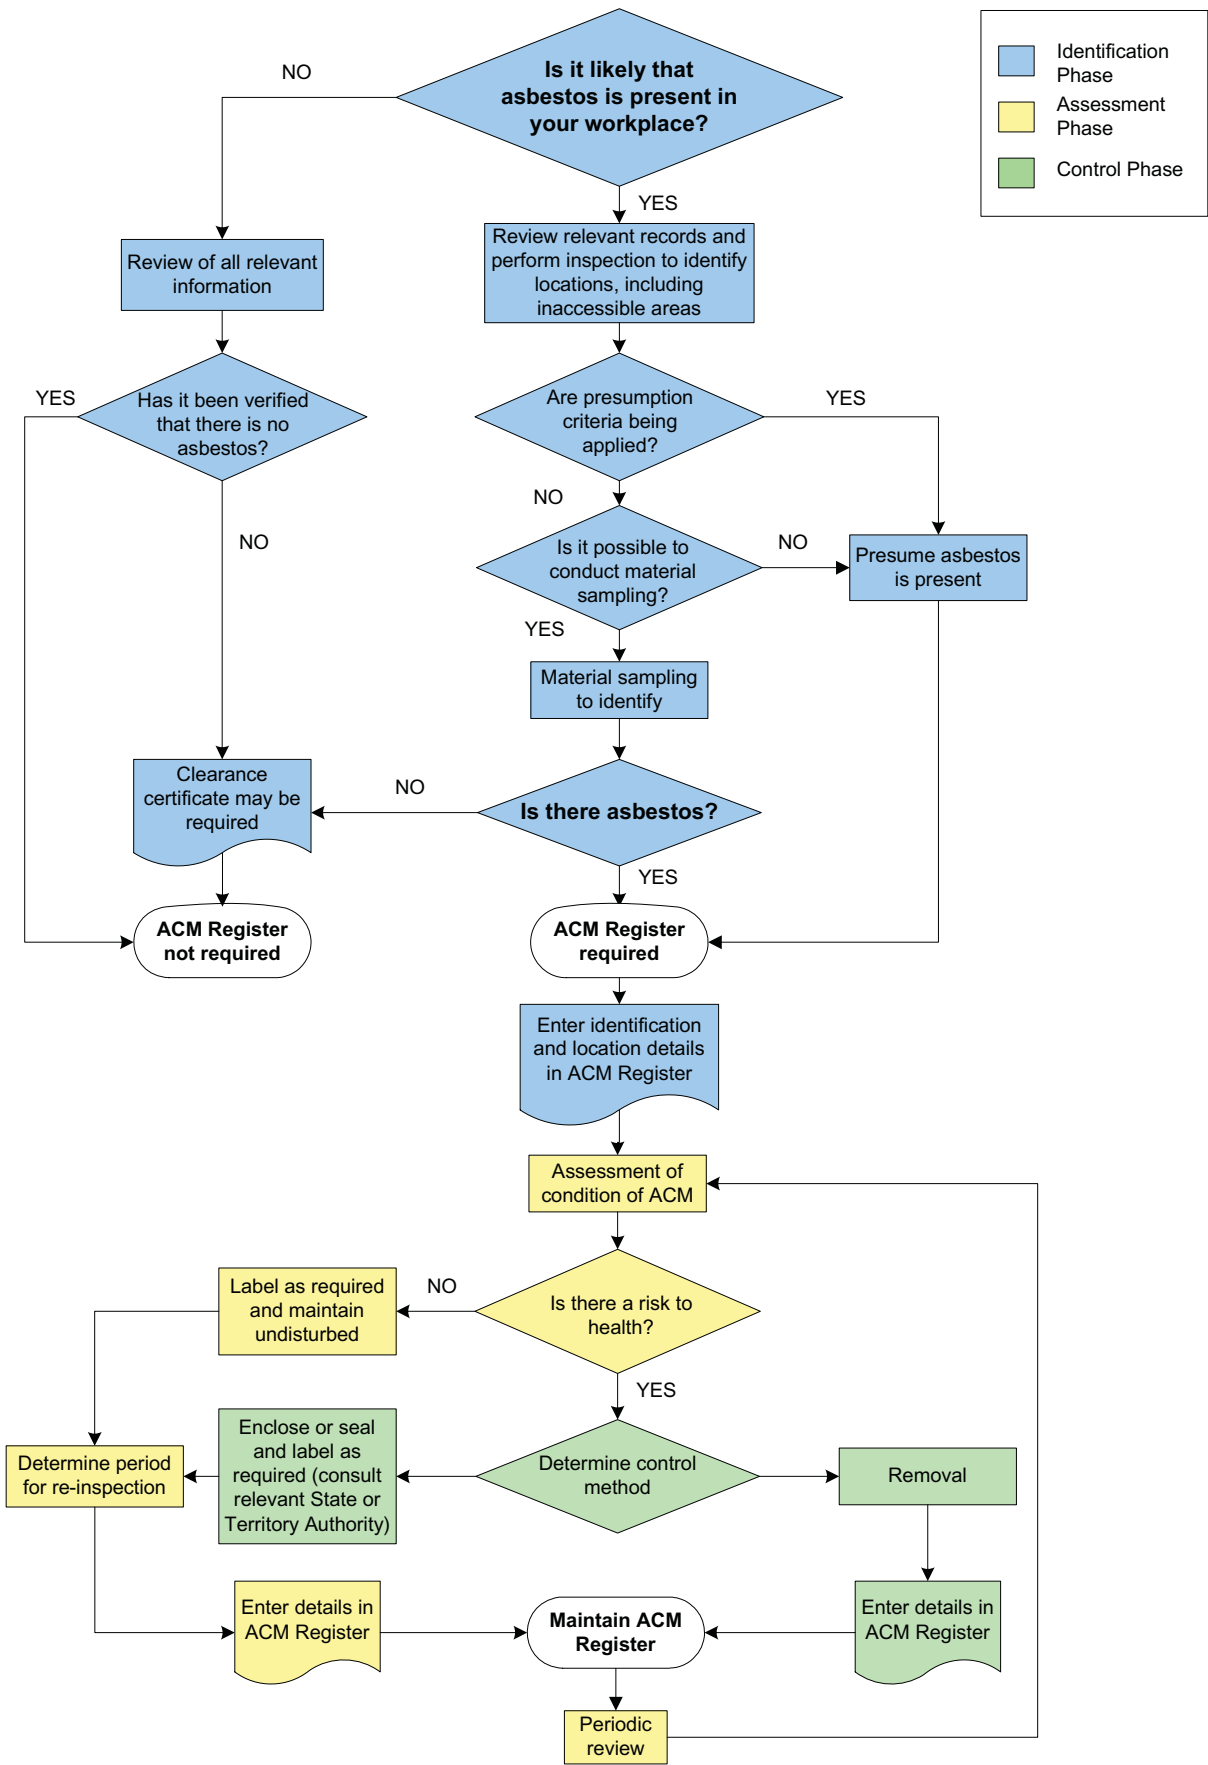 Is it likely that
asbestos is present in
your workplace?
NO
YES
Identification
Phase
Assessment
Phase
Control Phase
Review of all relevant
information
Review relevant records and
perform inspection to identify
locations, including
inaccessible areas
YES
Has it been verified
that there is no
asbestos?
Are presumption
criteria being
applied?
YES
NO
NO
Is it possible to
conduct material
sampling?
NO
Presume asbestos
is present
YES
Material sampling
to identify
Clearance
certificate may be
required
NO
Is there asbestos?
YES
ACM Register
not required
ACM Register
required
Enter identification
and location details
in ACM Register
Assessment of
condition of ACM
Label as required
and maintain
undisturbed
NO
Is there a risk to
health?
YES
Determine period
for re-inspection
Enclose or seal
and label as
required (consult
relevant State or
Territory Authority)
Determine control
method
Removal
Enter details in
ACM Register
Maintain ACM
Register
Enter details in
ACM Register
Periodic
review